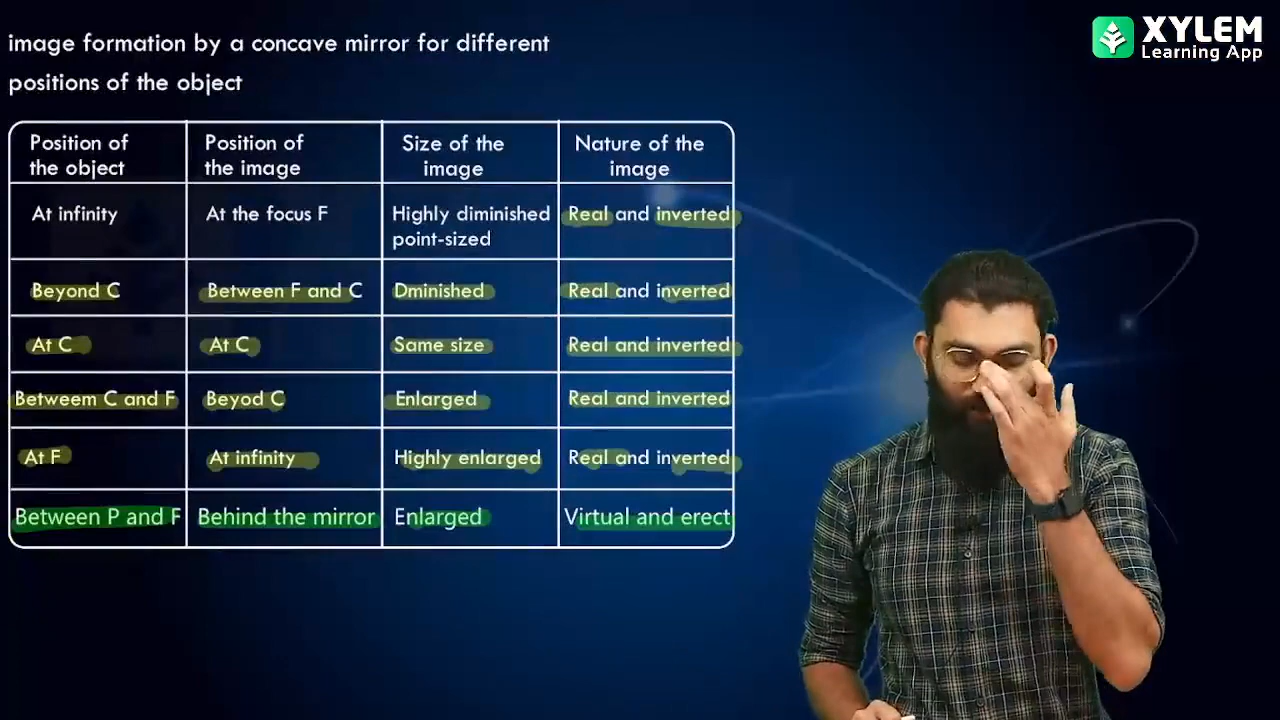 image formation by a concave mirror for different
positions of the object
XYLEM
Learning App
Position of
the object
Position of
the image
Size of the
image
Nature of the
image
At infinity
At the focus F
Highly diminished
point-sized
Real and inverted
Beyond C
Between F and C
Dminished
Real and inverted
At C
At C
Same size
Real and inverted
Betweem C and F
Beyod C
Enlarged
Real and inverted
At F
At infinity
Highly enlarged
Real and inverted
Between P and F
Behind the mirror
Enlarged
Virtual and erect